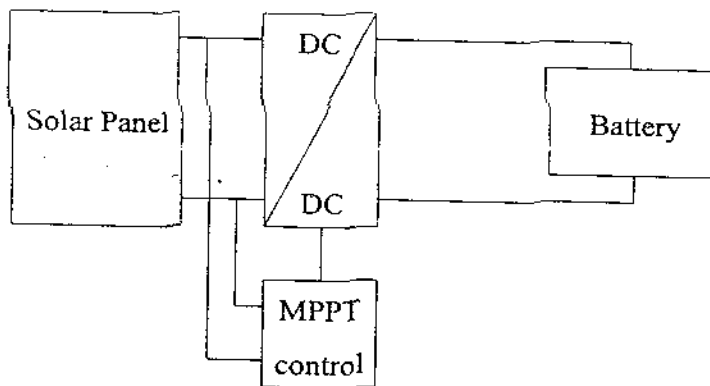 DC
Solar Panel
Battery
DC
MPPT
control